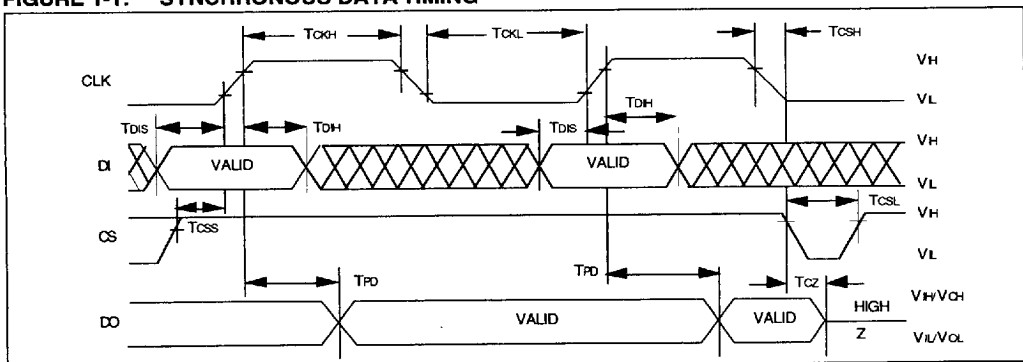 FIGURE 1-1: SYNCHRONOUS DATA TIMING
TCKH
TCKL
TCSH
CLK
VIH
VIL
TDIS
TDIH
TDIS
TDIH
DI
VALID
VALID
VIH
VIL
TCSS
TCSL
CS
VIH
VIL
TPD
TPD
TCZ
DO
VALID
VALID
HIGH
Z
VIH/VOH
VIL/VOL